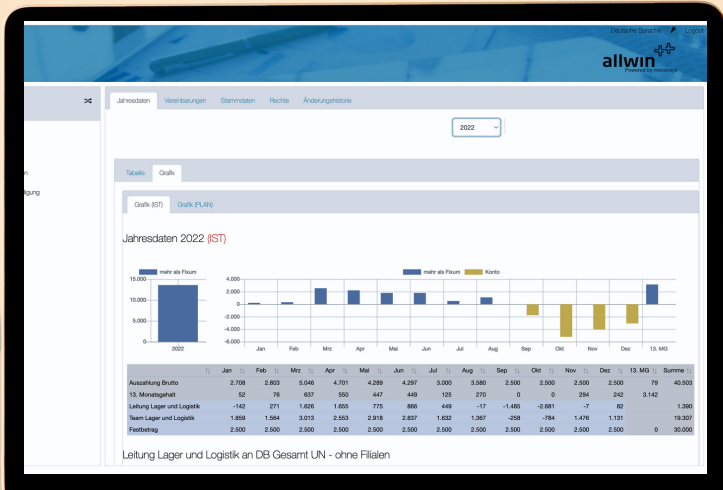 Deutsche Sprache Logout
allwin
Powered by mesonsys
Jahresdaten Vereinbarungen Stammdaten Rechte Änderungshistorie
2022
Tabelle Grafik
Grafik (IST) Grafik (PLAN)
Jahresdaten 2022 (IST)
mehr als Fixum
15.000
10.000
5.000
0
2022
mehr als Fixum Konto
4.000
2.000
0
-2.000
-4.000
-6.000
Jan Feb Mrz Apr Mai Jun Jul Aug Sep Okt Nov Dez 13. MG
Jan Feb Mrz Apr Mai Jun Jul Aug Sep Okt Nov Dez 13. MG Summe
Auszahlung Brutto 2.708 2.803 5.046 4.701 4.289 4.297 3.000 3.580 2.500 2.500 2.500 2.500 79 40.503
13. Monatsgehalt 52 76 637 550 447 449 125 270 0 0 294 242 3.142
Leitung Lager und Logistik -142 271 1.626 1.655 775 866 449 -17 -1.485 -2.681 -7 82 1.390
Team Lager und Logistik 1.859 1.564 3.013 2.553 2.918 2.837 1.632 1.367 -258 -784 1.476 1.131 19.307
Festbetrag 2.500 2.500 2.500 2.500 2.500 2.500 2.500 2.500 2.500 2.500 2.500 2.500 0 30.000
Leitung Lager und Logistik an DB Gesamt UN - ohne Filialen